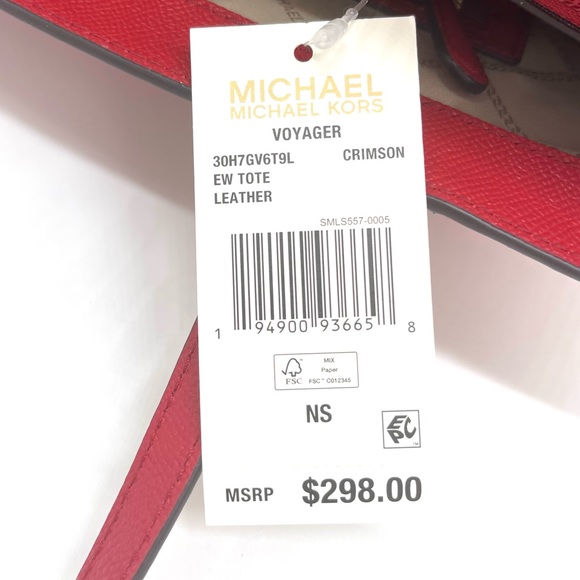 MICHAEL
MICHAEL KORS
VOYAGER
30H7GV6T9L CRIMSON
EW TOTE
LEATHER
SMLS557-0005
1 94900 93665 8
FSC
MIX
Paper
FSC™ C012345
NS
EPC
MSRP $298.00